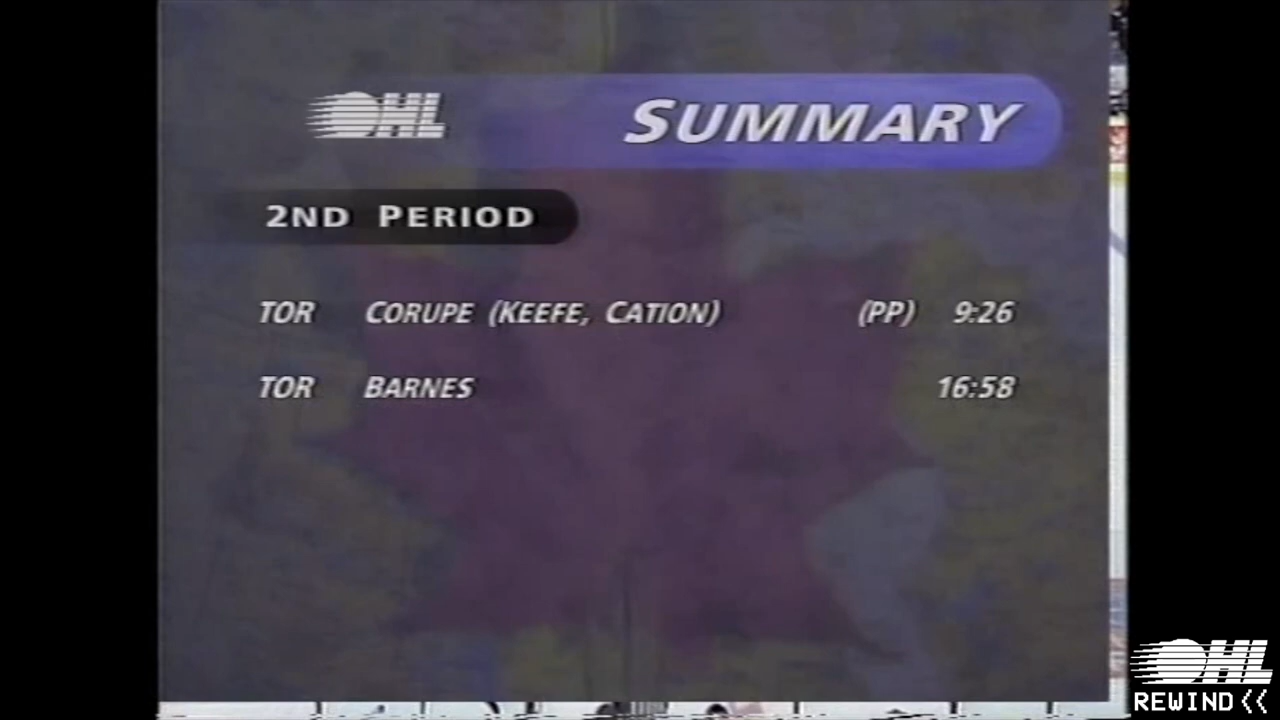 OHL SUMMARY
2ND PERIOD
TOR CORUPE (KEEFE, CATION) (PP) 9:26
TOR BARNES 16:58
OHL
REWIND <<